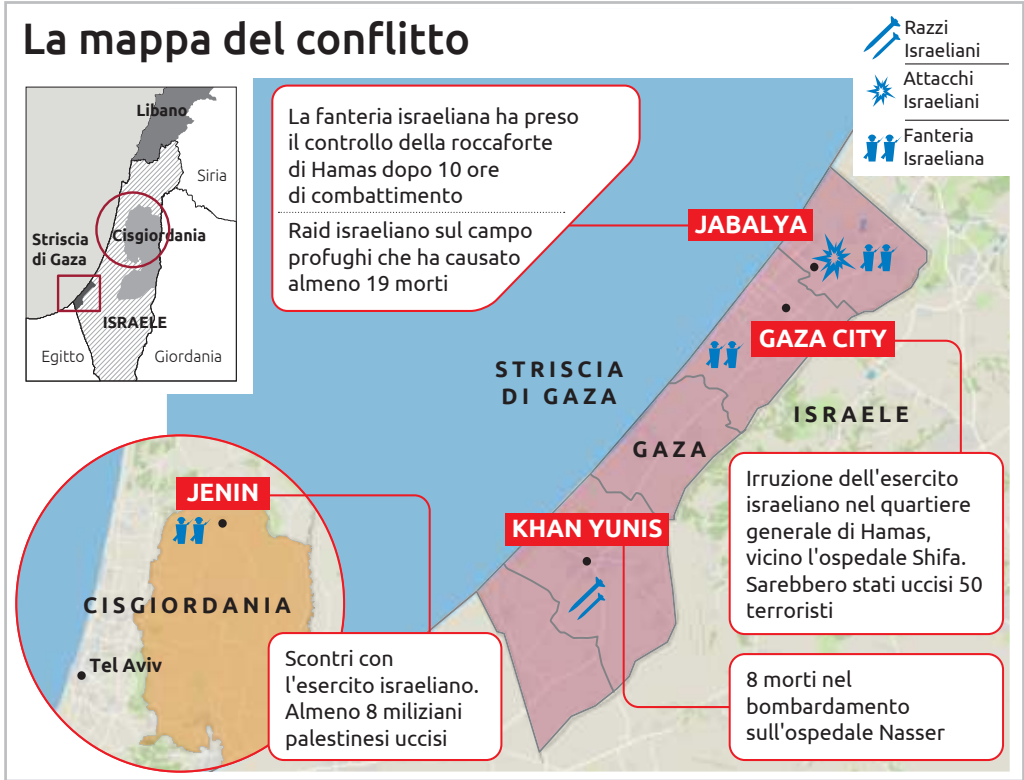 La mappa del conflitto
Razzi
Israeliani
Attacchi
Israeliani
Fanteria
Israeliana
Libano
Siria
Cisgiordania
Striscia
di Gaza
ISRAELE
Egitto
Giordania
La fanteria israeliana ha preso
il controllo della roccaforte
di Hamas dopo 10 ore
di combattimento
Raid israeliano sul campo
profughi che ha causato
almeno 19 morti
JABALYA
GAZA CITY
STRISCIA
DI GAZA
ISRAELE
GAZA
Irruzione dell'esercito
israeliano nel quartiere
generale di Hamas,
vicino l'ospedale Shifa.
Sarebbero stati uccisi 50
terroristi
JENIN
KHAN YUNIS
CISGIORDANIA
Tel Aviv
Scontri con
l'esercito israeliano.
Almeno 8 miliziani
palestinesi uccisi
8 morti nel
bombardamento
sull'ospedale Nasser